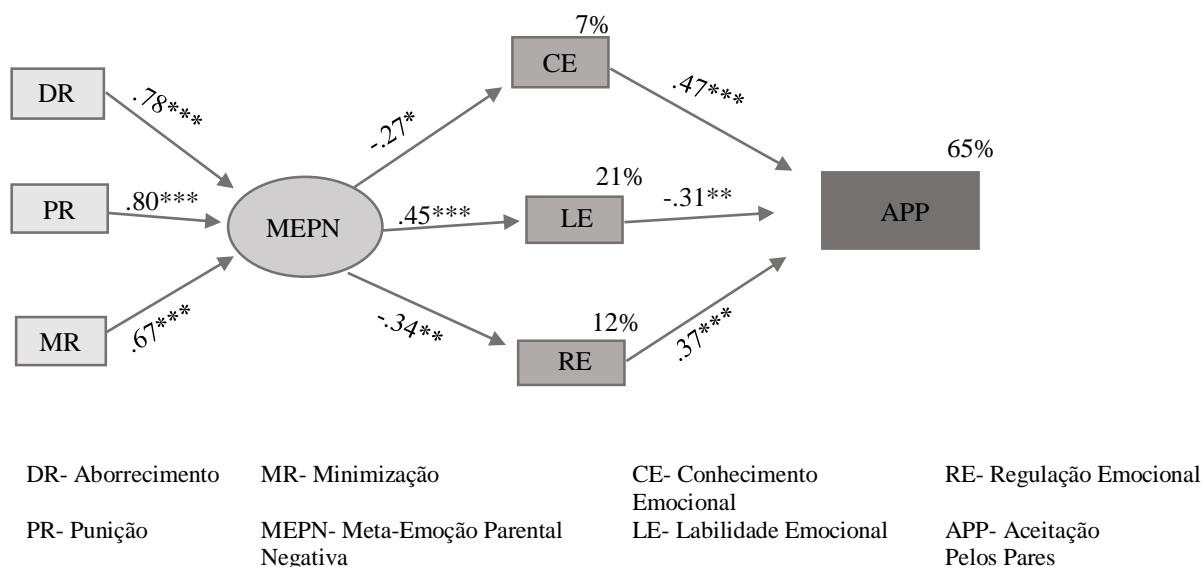 7%
CE
DR
.78***
-.27*
.47***
65%
21%
PR
.80***
MEPN
.45***
LE
-.31**
APP
MR
.67***
-.34**
12%
RE
.37***
DR- Aborrecimento
MR- Minimização
CE- Conhecimento
Emocional
RE- Regulação Emocional
PR- Punição
MEPN- Meta-Emoção Parental
Negativa
LE- Labilidade Emocional
APP- Aceitação
Pelos Pares